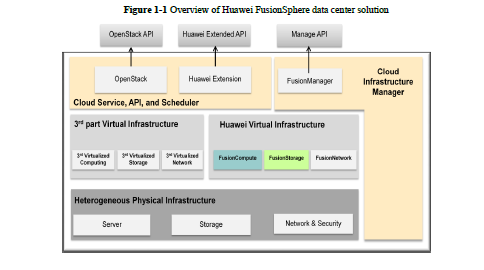 Figure 1-1 Overview of Huawei FusionSphere data center solution
OpenStack API
Huawei Extended API
Manage API
OpenStack
Huawei Extension
FusionManager
Cloud
Infrastructure
Manager
Cloud Service, API, and Scheduler
3rd part Virtual Infrastructure
Huawei Virtual Infrastructure
3rd Virtualized
Computing
3rd Virtualized
Storage
3rd Virtualized
Network
FusionCompute
FusionStorage
FusionNetwork
Heterogeneous Physical Infrastructure
Server
Storage
Network & Security